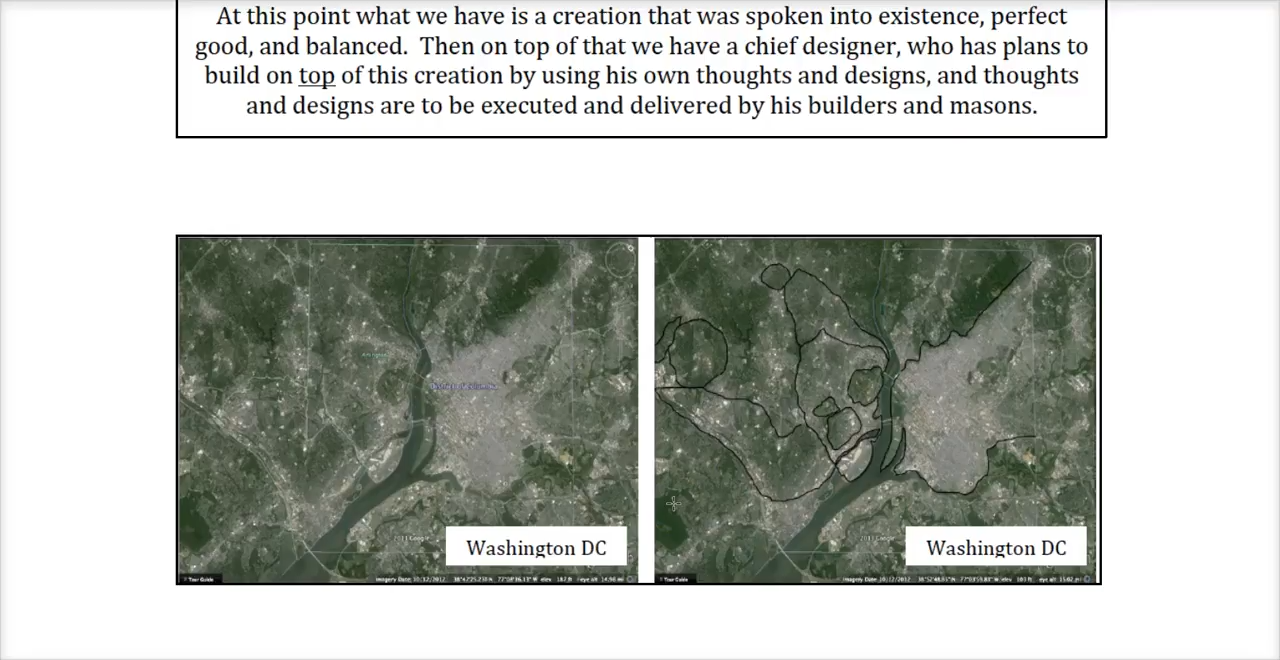 At this point what we have is a creation that was spoken into existence, perfect
good, and balanced. Then on top of that we have a chief designer, who has plans to
build on top of this creation by using his own thoughts and designs, and thoughts
and designs are to be executed and delivered by his builders and masons.
Washington DC
Washington DC